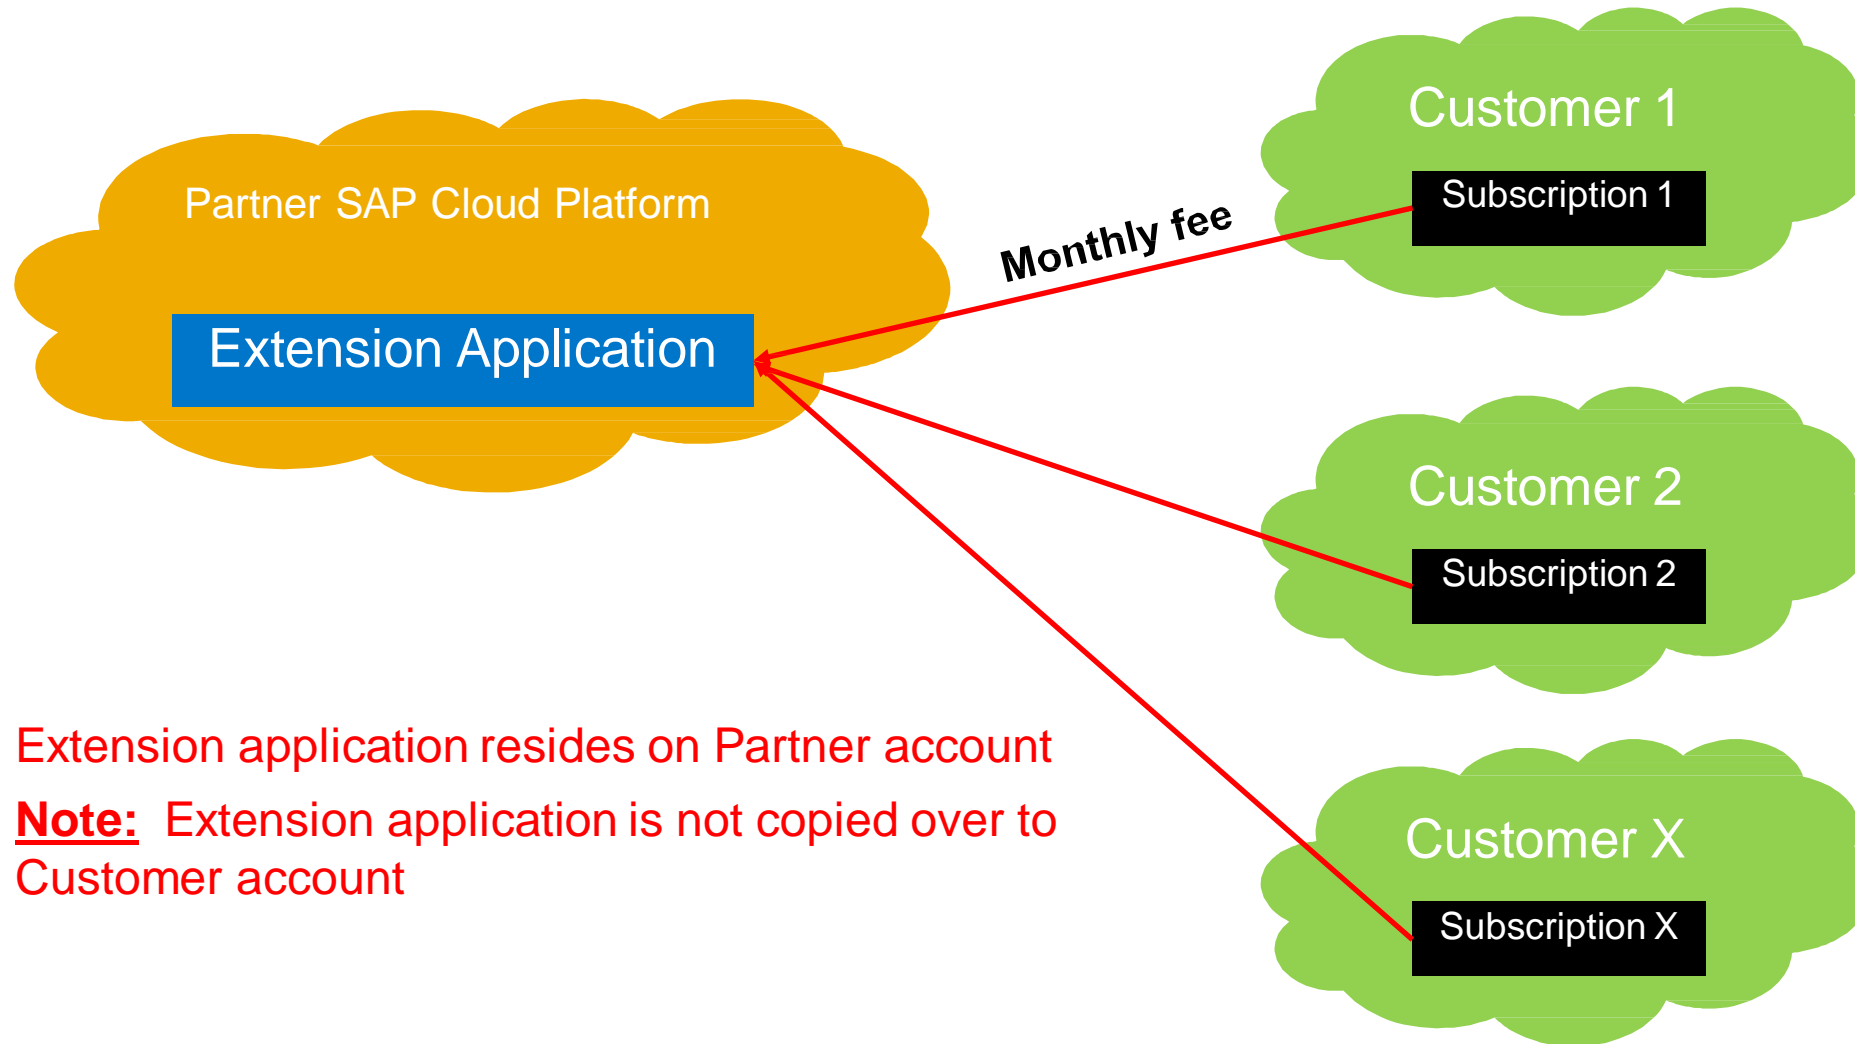 Customer 1
Subscription 1
Partner SAP Cloud Platform
Monthly fee
Extension Application
Customer 2
Subscription 2
Extension application resides on Partner account
Note: Extension application is not copied over to
Customer account
Customer X
Subscription X